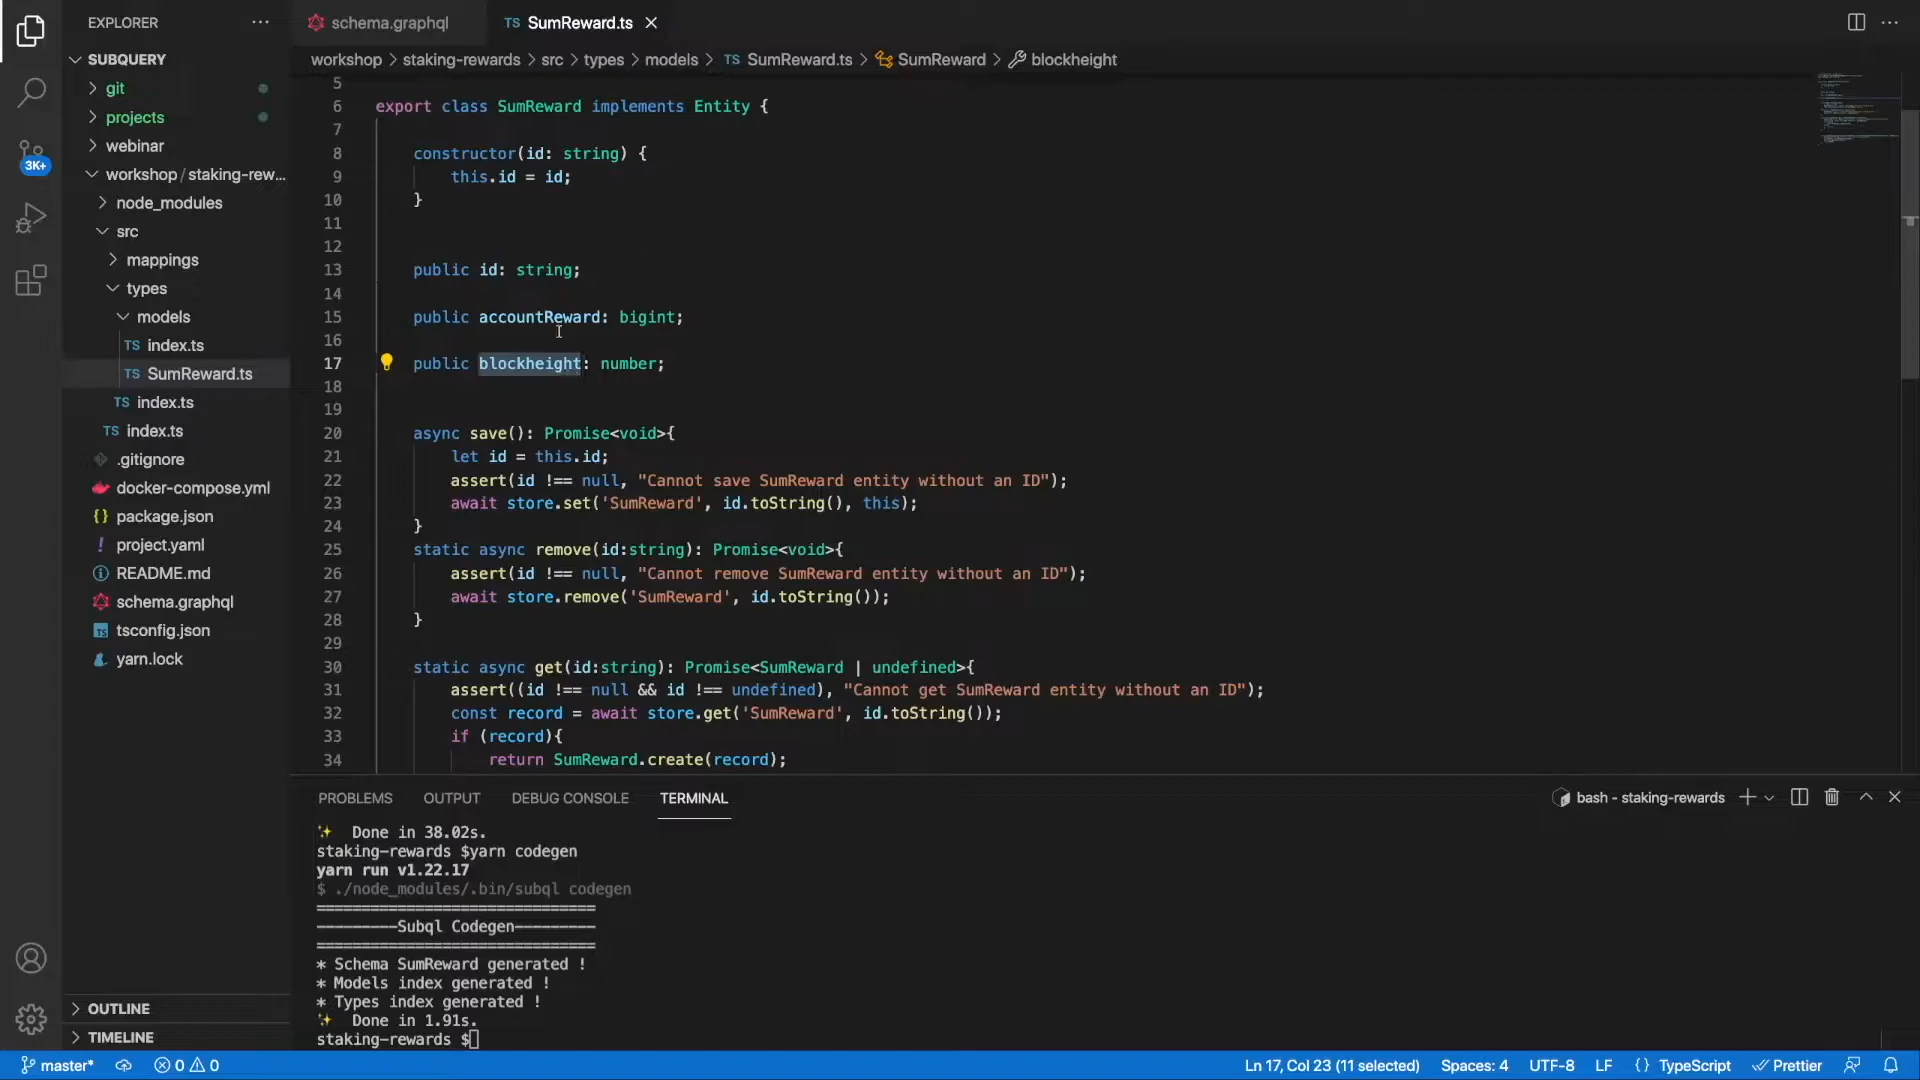 EXPLORER
schema.graphql
TS SumReward.ts
SUBQUERY
workshop > staking-rewards > src > types > models > TS SumReward.ts > SumReward > blockheight
git
projects
webinar
workshop / staking-rew...
node_modules
src
mappings
types
models
TS index.ts
TS SumReward.ts
TS index.ts
TS index.ts
.gitignore
docker-compose.yml
{} package.json
! project.yaml
README.md
schema.graphql
TS tsconfig.json
yarn.lock
OUTLINE
TIMELINE
3K+
5
6 export class SumReward implements Entity {
7
8 constructor(id: string) {
9 this.id = id;
10 }
11
12
13 public id: string;
14
15 public accountReward: bigint;
16
17 public blockheight: number;
18
19
20 async save(): Promise<void>{
21 let id = this.id;
22 assert(id !== null, "Cannot save SumReward entity without an ID");
23 await store.set('SumReward', id.toString(), this);
24 }
25 static async remove(id:string): Promise<void>{
26 assert(id !== null, "Cannot remove SumReward entity without an ID");
27 await store.remove('SumReward', id.toString());
28 }
29
30 static async get(id:string): Promise<SumReward | undefined>{
31 assert((id !== null && id !== undefined), "Cannot get SumReward entity without an ID");
32 const record = await store.get('SumReward', id.toString());
33 if (record){
34 return SumReward.create(record);
PROBLEMS OUTPUT DEBUG CONSOLE TERMINAL
bash - staking-rewards
✨ Done in 38.02s.
staking-rewards $yarn codegen
yarn run v1.22.17
$ ./node_modules/.bin/subql codegen
===============================
---------Subql Codegen---------
===============================
* Schema SumReward generated !
* Models index generated !
* Types index generated !
✨ Done in 1.91s.
staking-rewards $
master* 0 0 Ln 17, Col 23 (11 selected) Spaces: 4 UTF-8 LF {} TypeScript Prettier